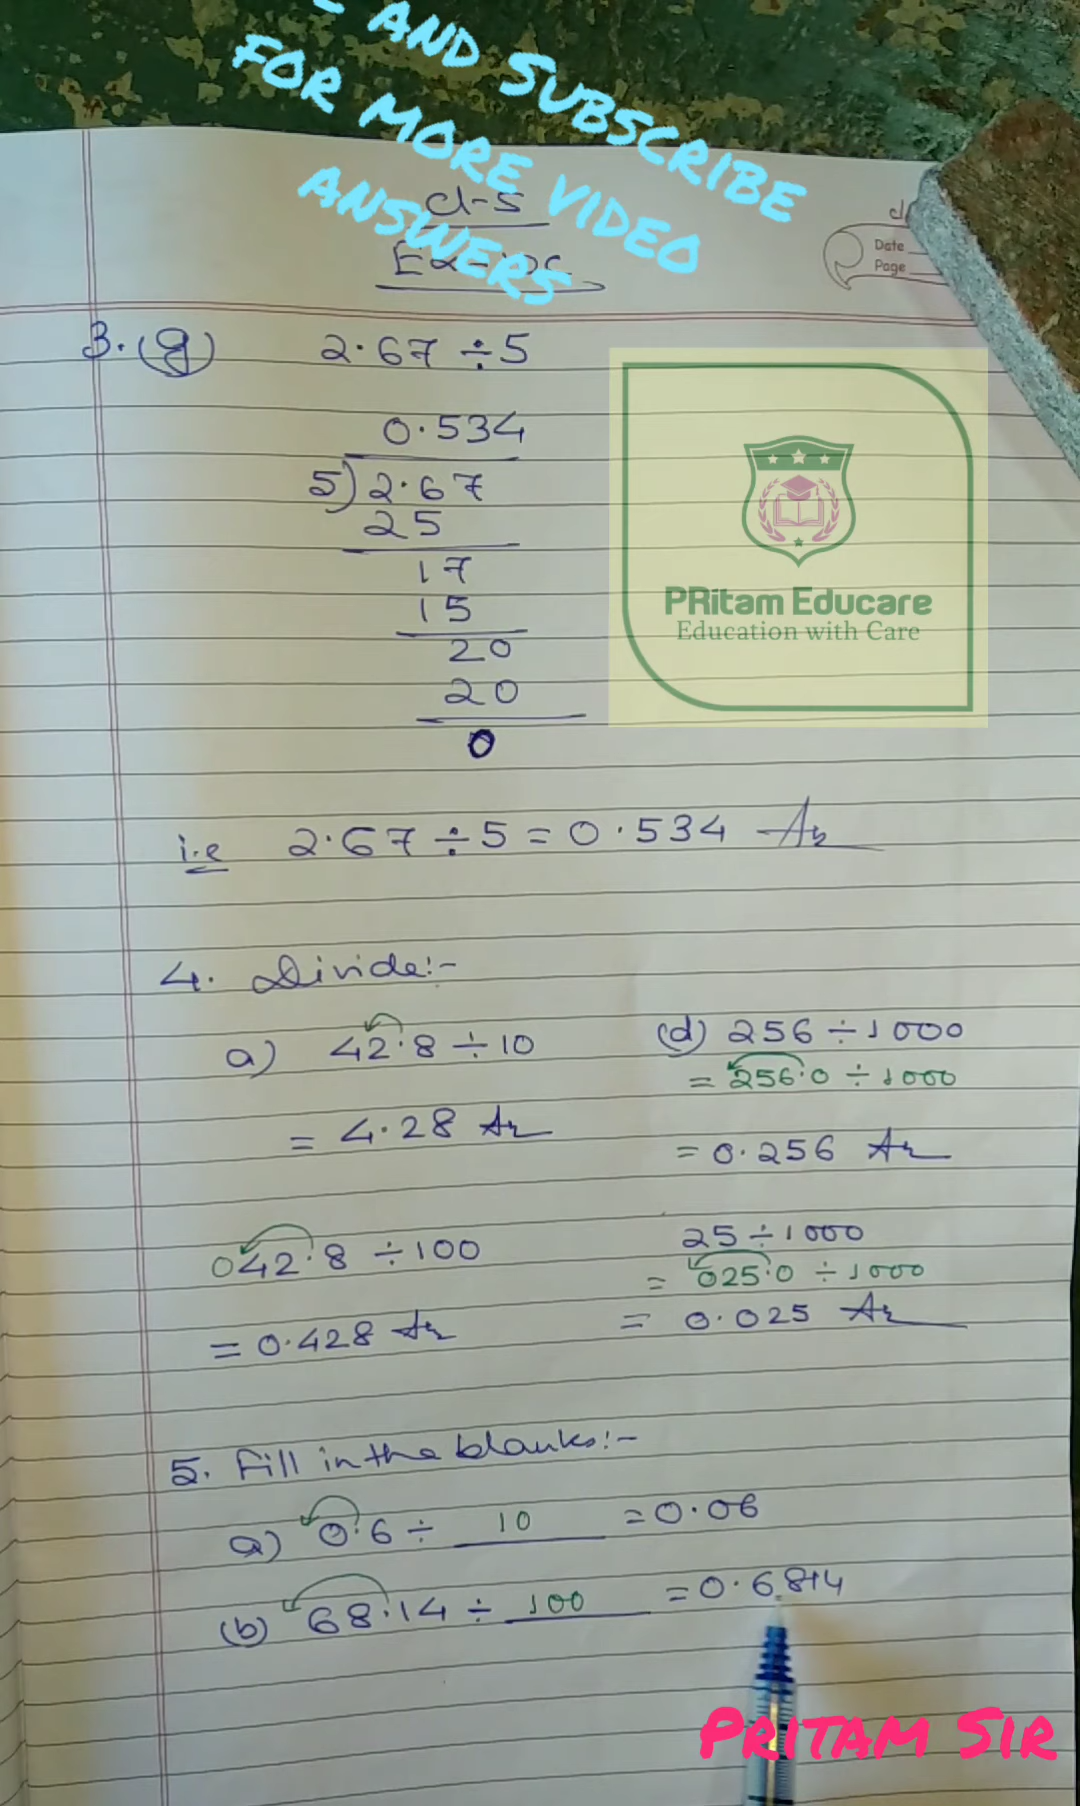 AND SUBSCRIBE
FOR MORE VIDEO
ANSWERS
cl-5
Date
Page
3. (g) 2.67 ÷ 5
0.534
5) 2.67
25
17
15
20
20
0
i.e 2.67 ÷ 5 = 0.534 Ans
PRitam Educare
Education with Care
4. Divide:-
a) 42.8 ÷ 10
= 4.28 Ans
042.8 ÷ 100
= 0.428 Ans
(d) 256 ÷ 1000
= 256.0 ÷ 1000
= 0.256 Ans
25 ÷ 1000
= 025.0 ÷ 1000
= 0.025 Ans
5. Fill in the blanks:-
a) 0.6 ÷ 10 = 0.06
(b) 68.14 ÷ 100 = 0.6814
PRITAM SIR